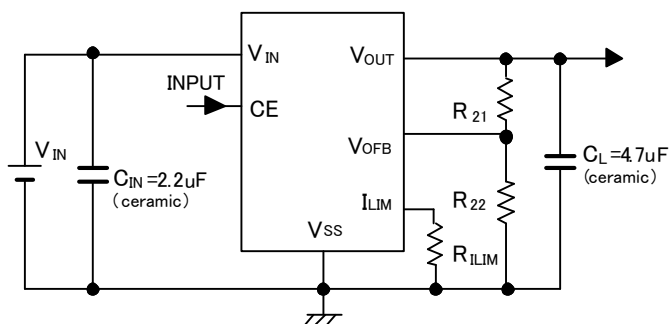 VIN
VOUT
INPUT
CE
R21
VIN
VOFB
CIN=2.2uF
(ceramic)
CL=4.7uF
(ceramic)
ILIM
R22
VSS
RILIM